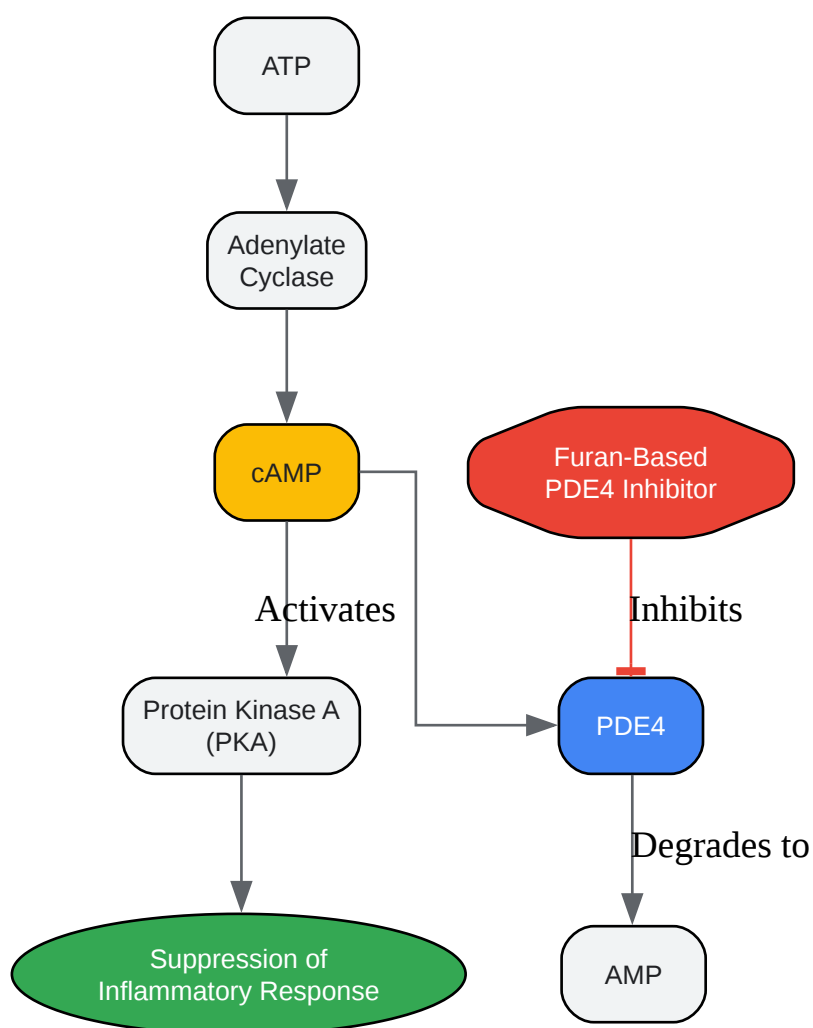 ATP
Adenylate
Cyclase
cAMP
Furan-Based
PDE4 Inhibitor
Activates
Inhibits
Protein Kinase A
(PKA)
PDE4
Degrades to
Suppression of
Inflammatory Response
AMP